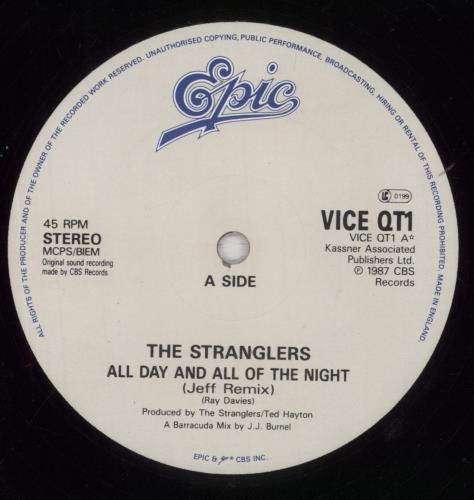 ALL RIGHTS OF THE PRODUCER AND OF THE OWNER OF THE RECORDED WORK RESERVED. UNAUTHORISED COPYING, PUBLIC PERFORMANCE, BROADCASTING, HIRING OR RENTAL OF THIS RECORDING PROHIBITED. MADE IN ENGLAND.
Epic
0199
45 RPM
STEREO
MCPS/BIEM
Original sound recording
made by CBS Records
A SIDE
VICE QT1
VICE QT1 A☆
Kassner Associated
Publishers Ltd.
℗ 1987 CBS
Records
THE STRANGLERS
ALL DAY AND ALL OF THE NIGHT
(Jeff Remix)
(Ray Davies)
Produced by The Stranglers/Ted Hayton
A Barracuda Mix by J.J. Burnel
EPIC & ® CBS INC.